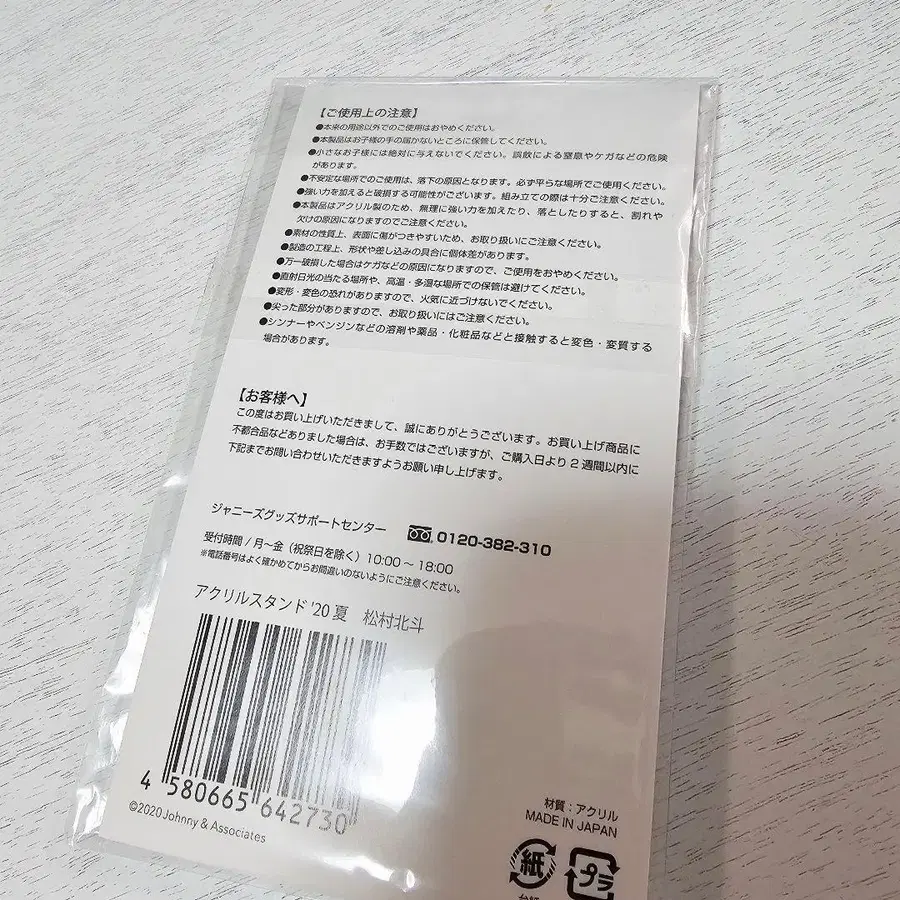 【ご使用上の注意】
●本来の用途以外でのご使用はおやめください。
●本製品はお子様の手の届かないところに保管してください。
●小さなお子様には絶対に与えないでください。誤飲による窒息やケガなどの危険
があります。
●不安定な場所でのご使用は、落下の原因となります。必ず平らな場所でご使用ください。
●強い力を加えると破損する可能性がございます。組み立ての際は十分ご注意ください。
●本製品はアクリル製のため、無理に強い力を加えたり、落としたりすると、割れや
欠けの原因になりますのでご注意ください。
●素材の性質上、表面に傷がつきやすいため、お取り扱いにご注意ください。
●製造の工程上、形状や差し込みの具合に個体差があります。
●万一破損した場合はケガなどの原因になりますので、ご使用をおやめください。
●直射日光の当たる場所や、高温・多湿な場所での保管は避けてください。
●変形・変色の恐れがありますので、火気に近づけないでください。
●尖った部分がありますので、お取り扱いにはご注意ください。
●シンナーやベンジンなどの溶剤や薬品・化粧品などと接触すると変色・変質する
場合があります。
【お客様へ】
この度はお買い上げいただきまして、誠にありがとうございます。お買い上げ商品に
不都合品などありました場合は、お手数ではございますが、ご購入日より2週間以内に
下記までお問い合わせいただきますようお願い申し上げます。
ジャニーズグッズサポートセンター 0120-382-310
受付時間/月～金（祝祭日を除く）10:00～18:00
※電話番号はよく確かめてからお間違いのないようにご注意ください。
アクリルスタンド '20夏 松村北斗
4 580665 642730
©2020 Johnny & Associates
材質：アクリル
MADE IN JAPAN
紙
プラ
台紙